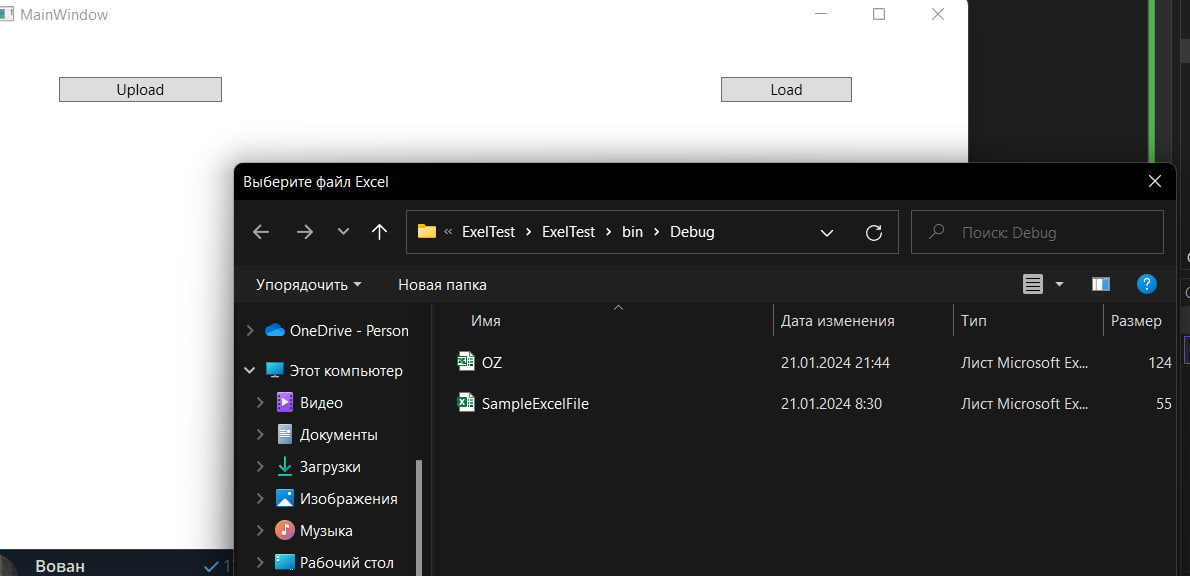 MainWindow
Upload
Load
Выберите файл Excel
« ExelTest › ExelTest › bin › Debug
Поиск: Debug
Упорядочить
Новая папка
?
Имя
Дата изменения
Тип
Размер
OneDrive - Person
OZ
21.01.2024 21:44
Лист Microsoft Ex...
124
Этот компьютер
SampleExcelFile
21.01.2024 8:30
Лист Microsoft Ex...
55
Видео
Документы
Загрузки
Изображения
Музыка
Рабочий стол
Вован